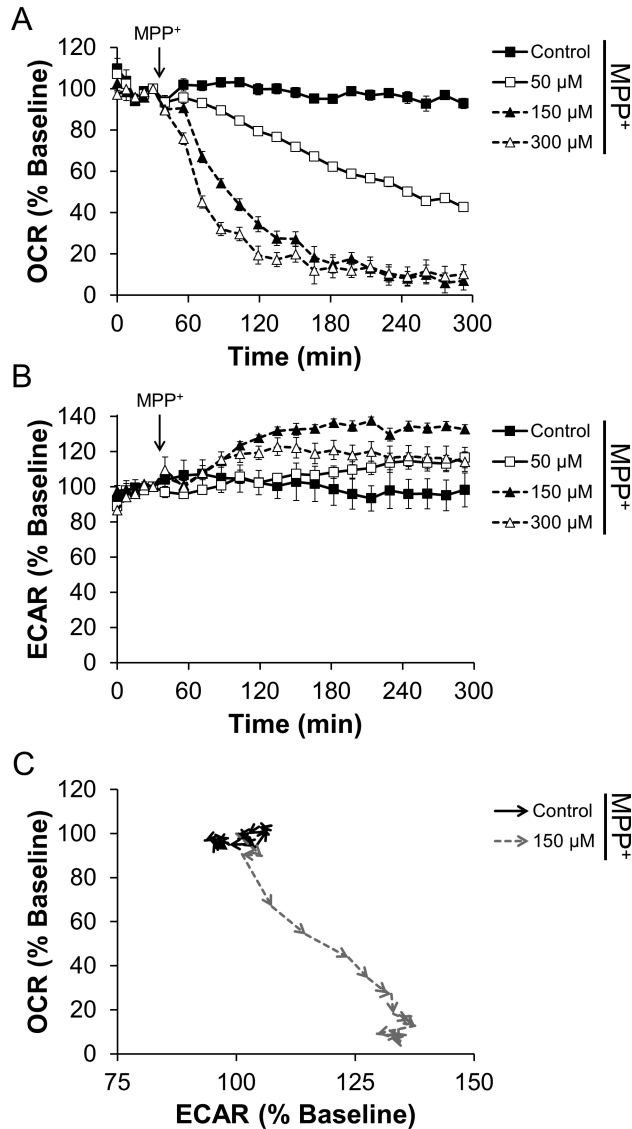 A
MPP⁺
120
100
80
60
40
20
0
OCR (% Baseline)
0 60 120 180 240 300
Time (min)
Control
50 µM
150 µM
300 µM
MPP⁺
B
MPP⁺
140
120
100
80
60
40
20
0
ECAR (% Baseline)
0 60 120 180 240 300
Time (min)
Control
50 µM
150 µM
300 µM
MPP⁺
C
120
100
80
60
40
20
0
OCR (% Baseline)
75 100 125 150
ECAR (% Baseline)
Control
150 µM
MPP⁺